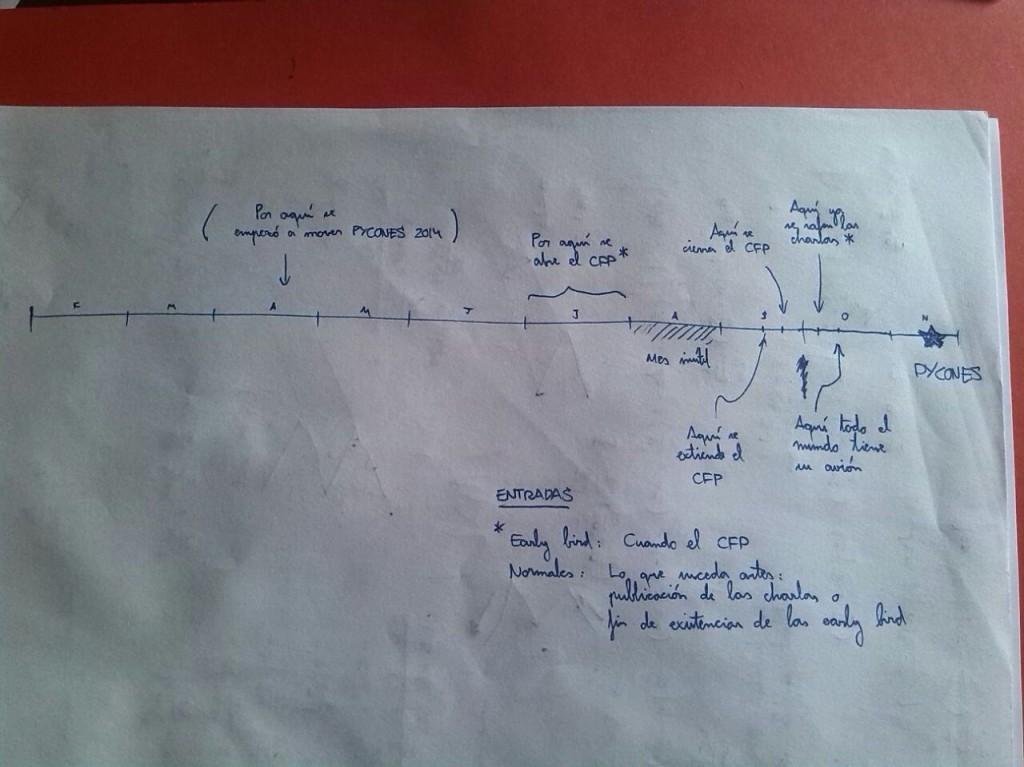 ( Por aquí se
empezó a mover PYCONES 2014 )
Por aquí se
abre el CFP *
Aquí se
cierra el CFP
Aquí ya
se saben las
charlas *
F M A M J J A S O N
Mes inútil
PYCONES
Aquí se
extiende el
CFP
Aquí todo el
mundo tiene
su avión
ENTRADAS
* Early bird: Cuando el CFP
Normales: Lo que suceda antes:
publicación de las charlas o
fin de existencias de las early bird